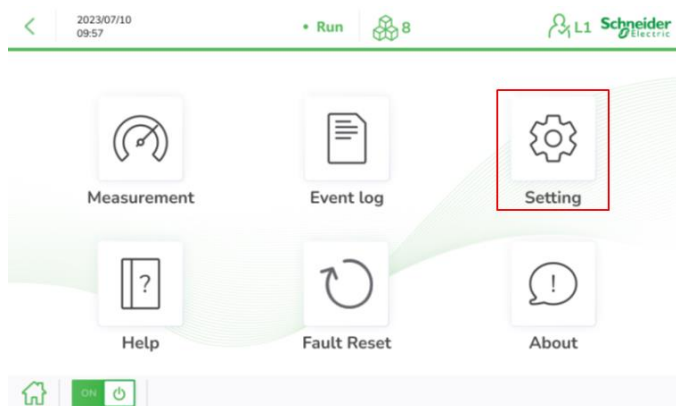 2023/07/10
09:57
• Run
8
L1
Schneider
Electric
Measurement
Event log
Setting
?
Help
Fault Reset
!
About
ON